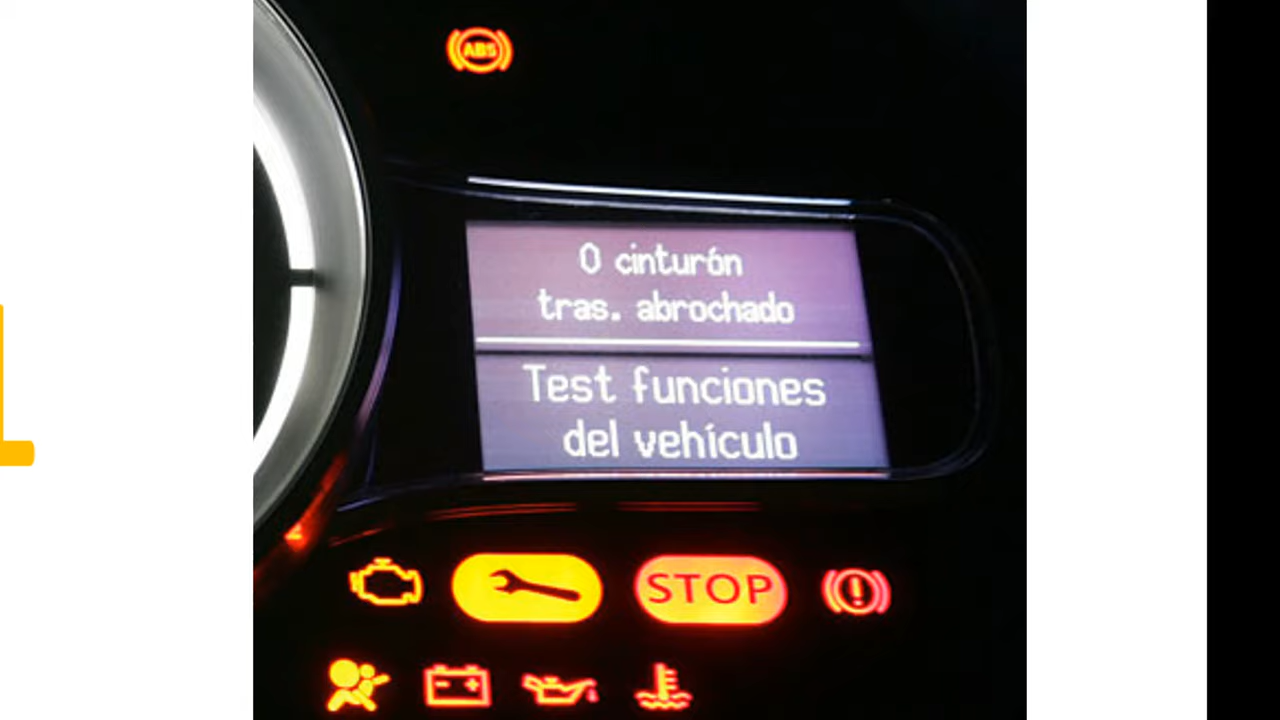 ABS
0 cinturón
tras. abrochado
Test funciones
del vehículo
STOP